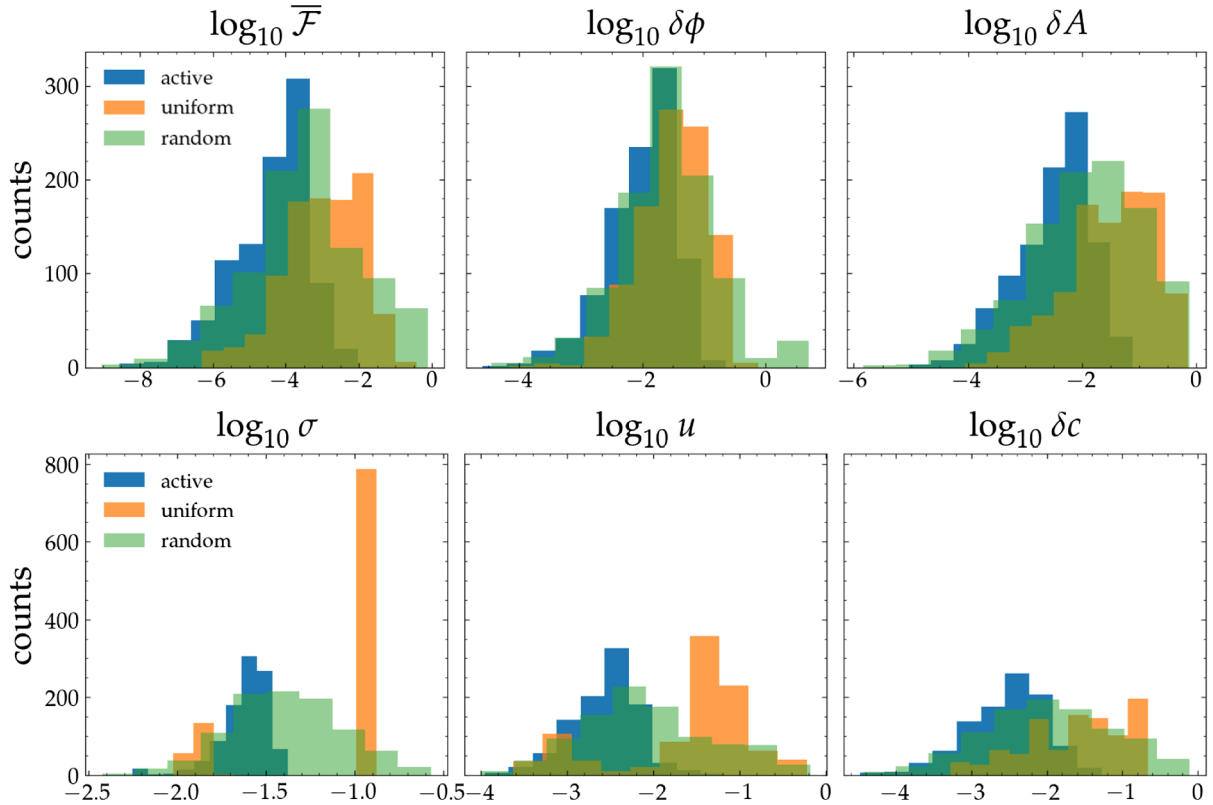 log₁₀ ℱ̅ log₁₀ δϕ log₁₀ δA
active
uniform
random
counts
300
200
100
0
−8 −6 −4 −2 0
−4 −2 0
−6 −4 −2 0
log₁₀ σ log₁₀ u log₁₀ δc
active
uniform
random
counts
800
600
400
200
0
−2.5 −2.0 −1.5 −1.0 −0.5
−4 −3 −2 −1 0
−4 −3 −2 −1 0